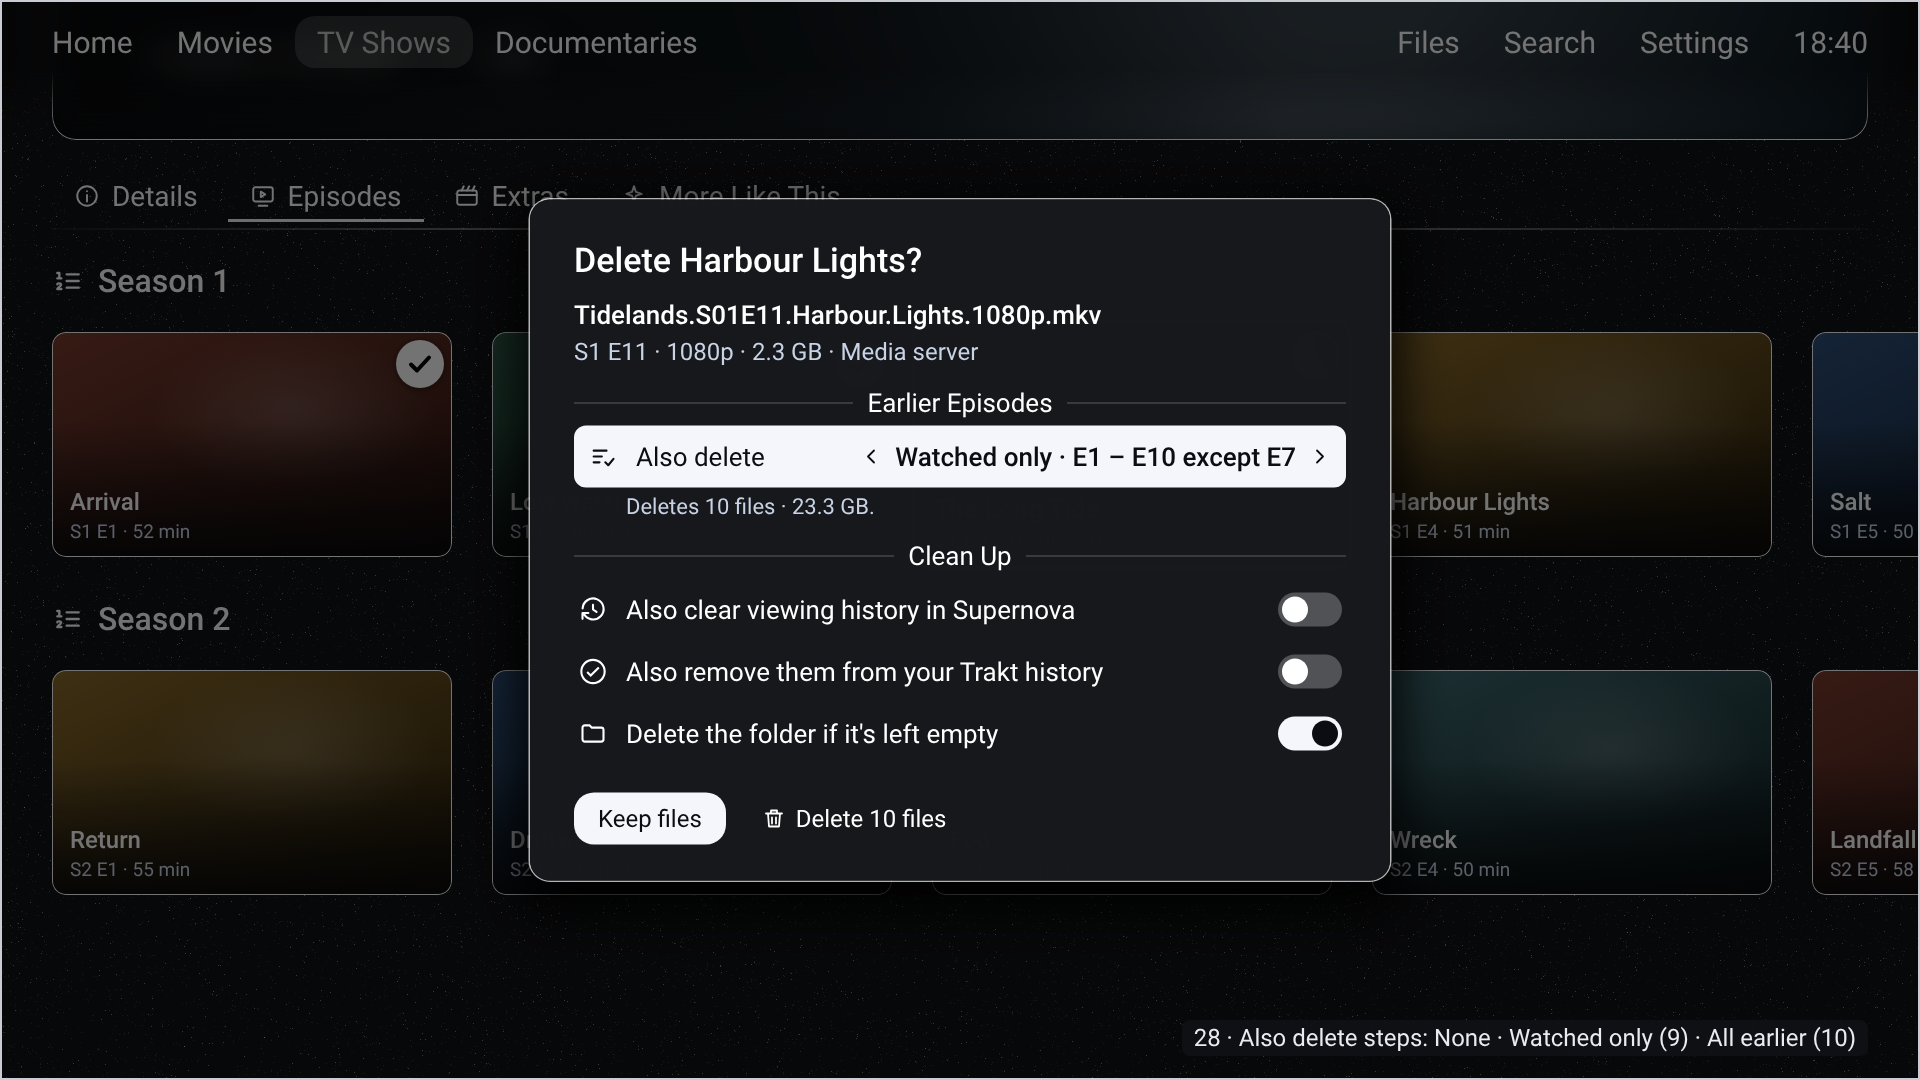 Home Movies TV Shows Documentaries Files Search Settings 18:40
Details Episodes Extras More Like This
Season 1
Delete Harbour Lights?
Tidelands.S01E11.Harbour.Lights.1080p.mkv
S1 E11 · 1080p · 2.3 GB · Media server
Earlier Episodes
Also delete Watched only · E1 – E10 except E7
Deletes 10 files · 23.3 GB.
Clean Up
Also clear viewing history in Supernova
Also remove them from your Trakt history
Delete the folder if it's left empty
Keep files Delete 10 files
Arrival
S1 E1 · 52 min
Harbour Lights
S1 E4 · 51 min
Salt
S1 E5 · 50
Season 2
Return
S2 E1 · 55 min
Wreck
S2 E4 · 50 min
Landfall
S2 E5 · 58
28 · Also delete steps: None · Watched only (9) · All earlier (10)